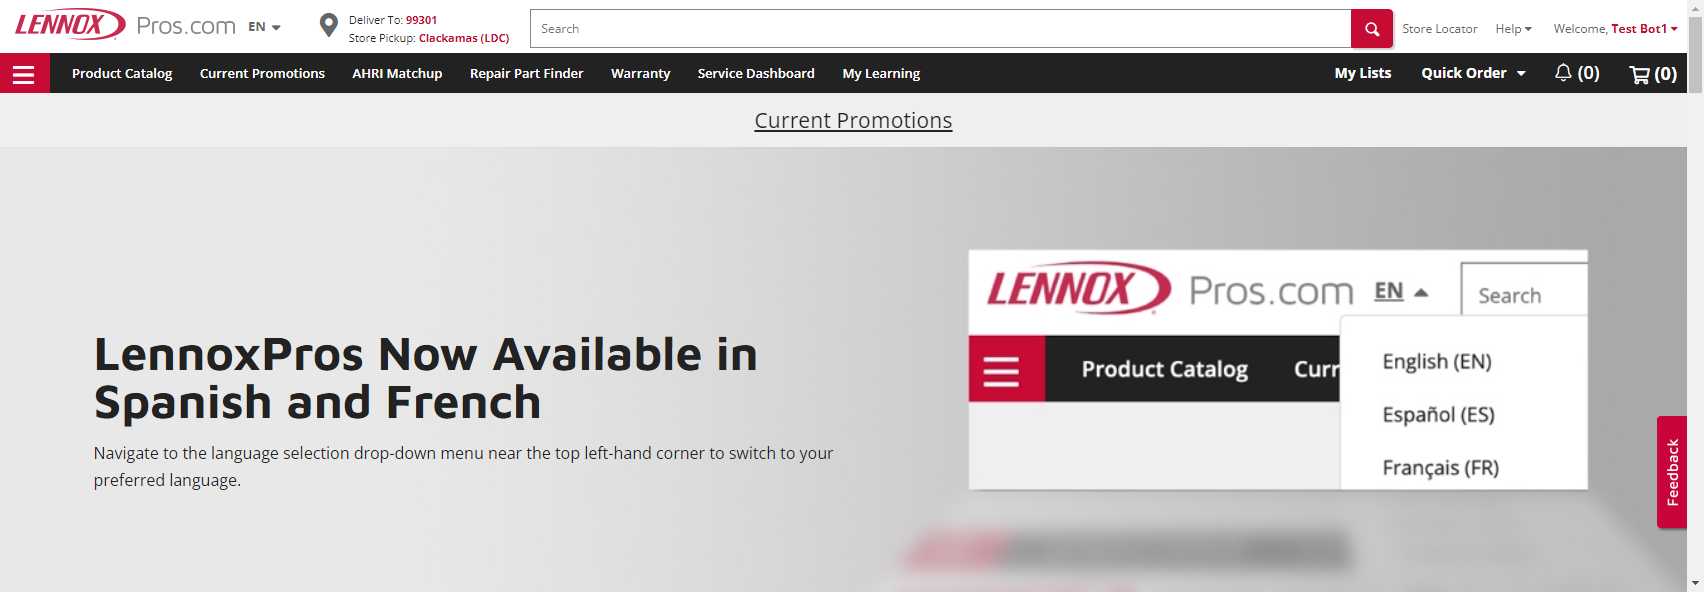 LENNOX Pros.com EN
Deliver To: 99301
Store Pickup: Clackamas (LDC)
Search
Store Locator
Help
Welcome, Test Bot1
Product Catalog
Current Promotions
AHRI Matchup
Repair Part Finder
Warranty
Service Dashboard
My Learning
My Lists
Quick Order
(0)
(0)
Current Promotions
LennoxPros Now Available in
Spanish and French
Navigate to the language selection drop-down menu near the top left-hand corner to switch to your
preferred language.
LENNOX Pros.com EN
Search
Product Catalog
Curr
English (EN)
Español (ES)
Français (FR)
Feedback